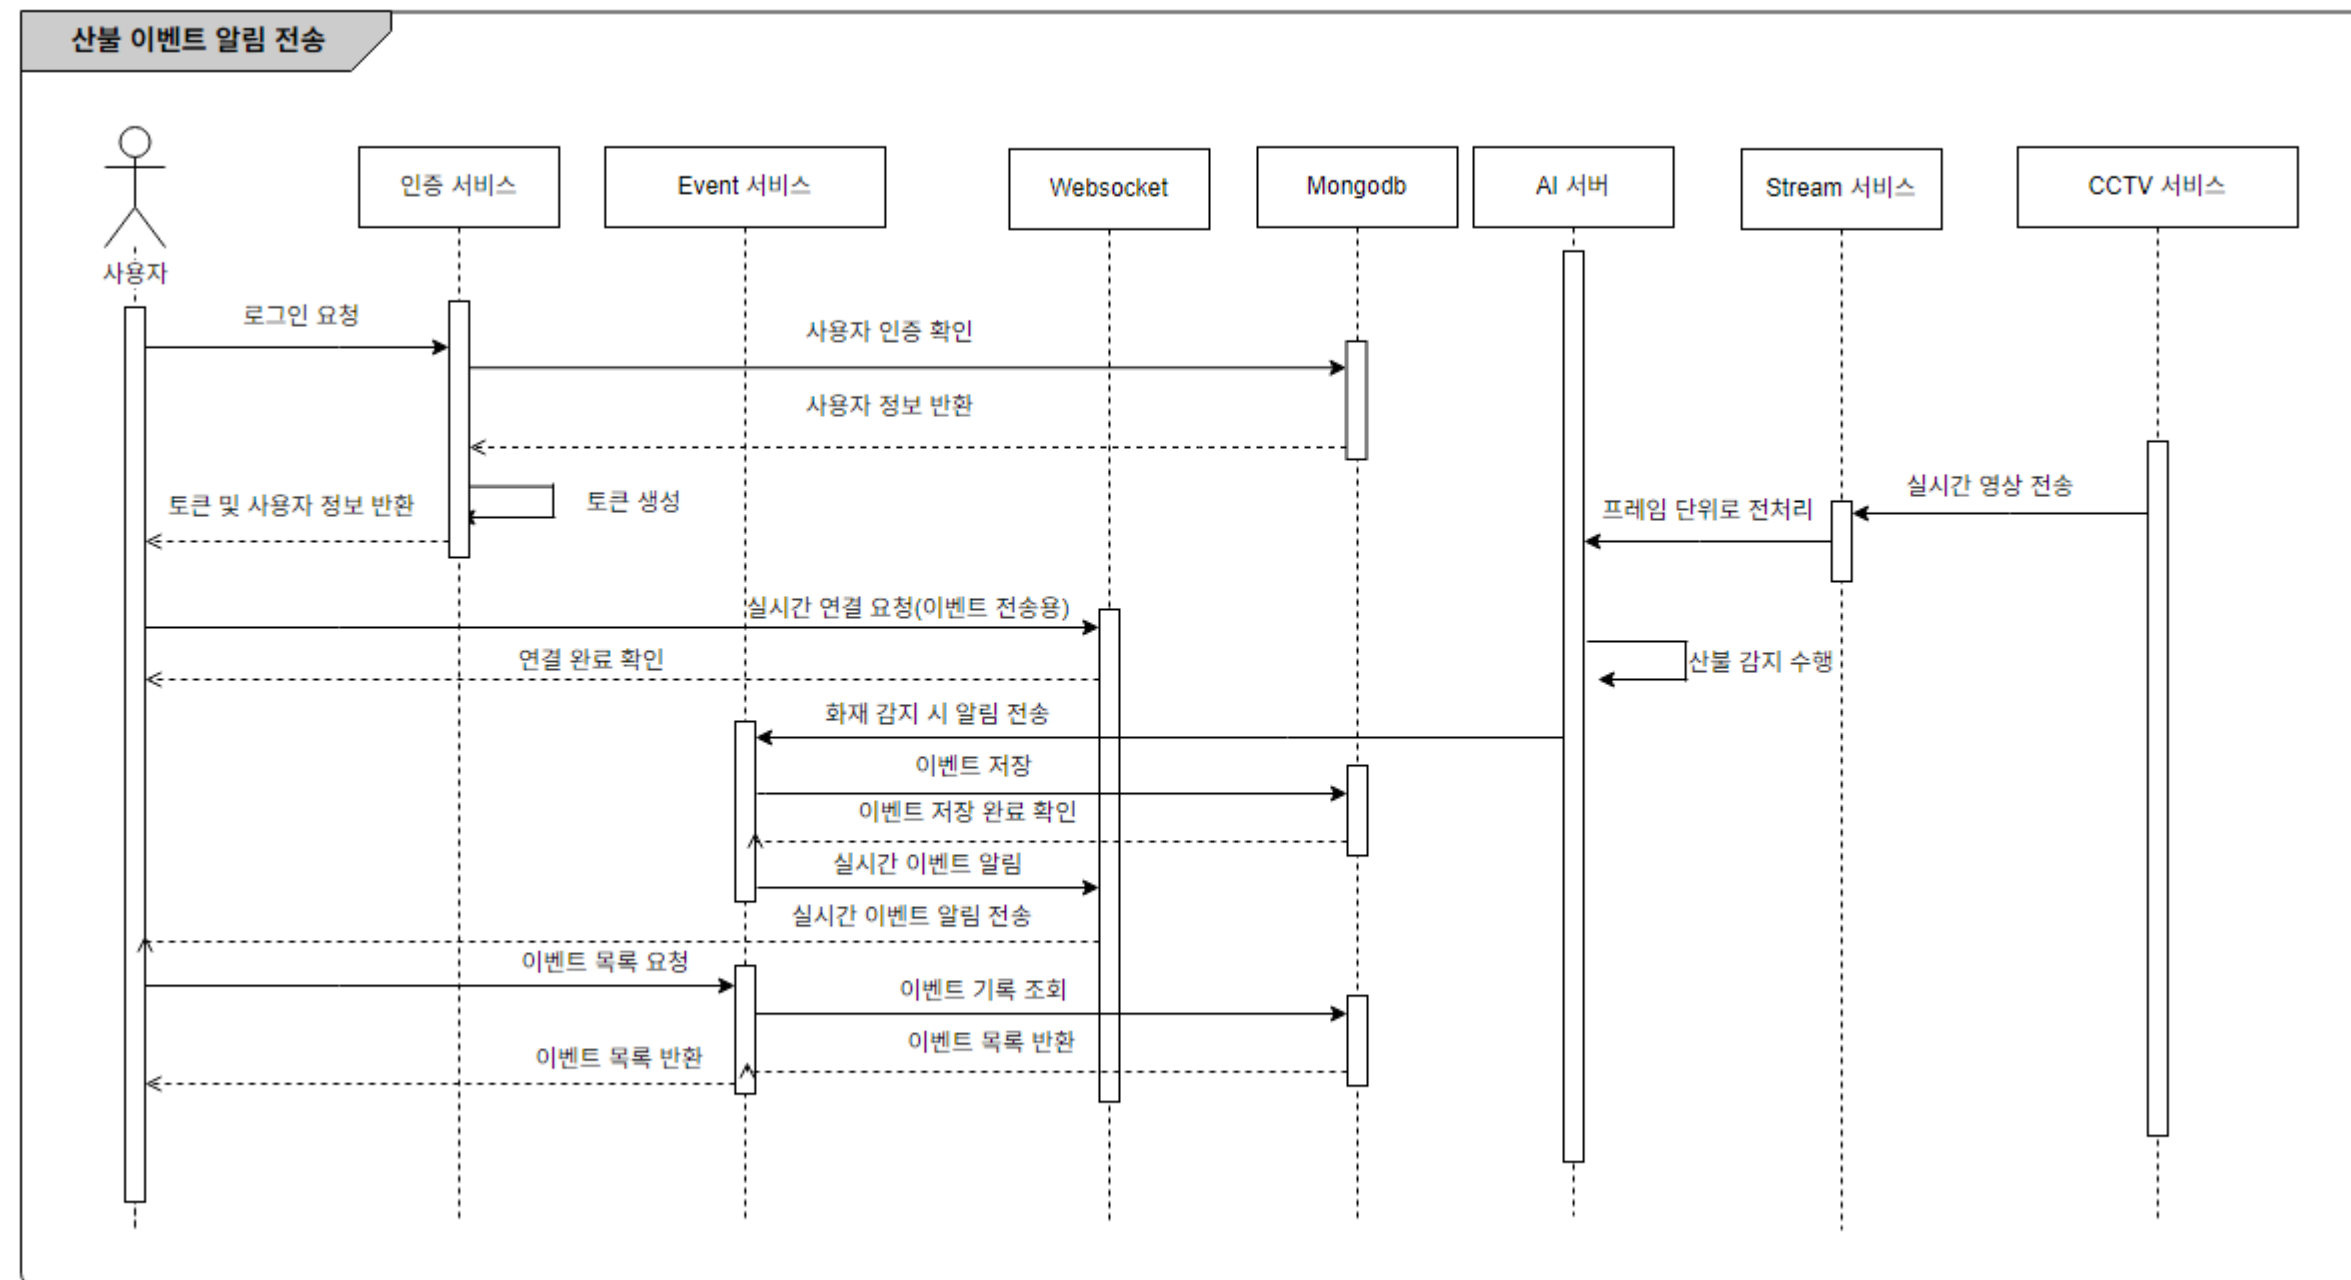 산불 이벤트 알림 전송
인증 서비스
Event 서비스
Websocket
Mongodb
AI 서버
Stream 서비스
CCTV 서비스
사용자
로그인 요청
사용자 인증 확인
사용자 정보 반환
실시간 영상 전송
토큰 및 사용자 정보 반환
토큰 생성
프레임 단위로 전처리
실시간 연결 요청(이벤트 전송용)
연결 완료 확인
산불 감지 수행
화재 감지 시 알림 전송
이벤트 저장
이벤트 저장 완료 확인
실시간 이벤트 알림
실시간 이벤트 알림 전송
이벤트 목록 요청
이벤트 기록 조회
이벤트 목록 반환
이벤트 목록 반환